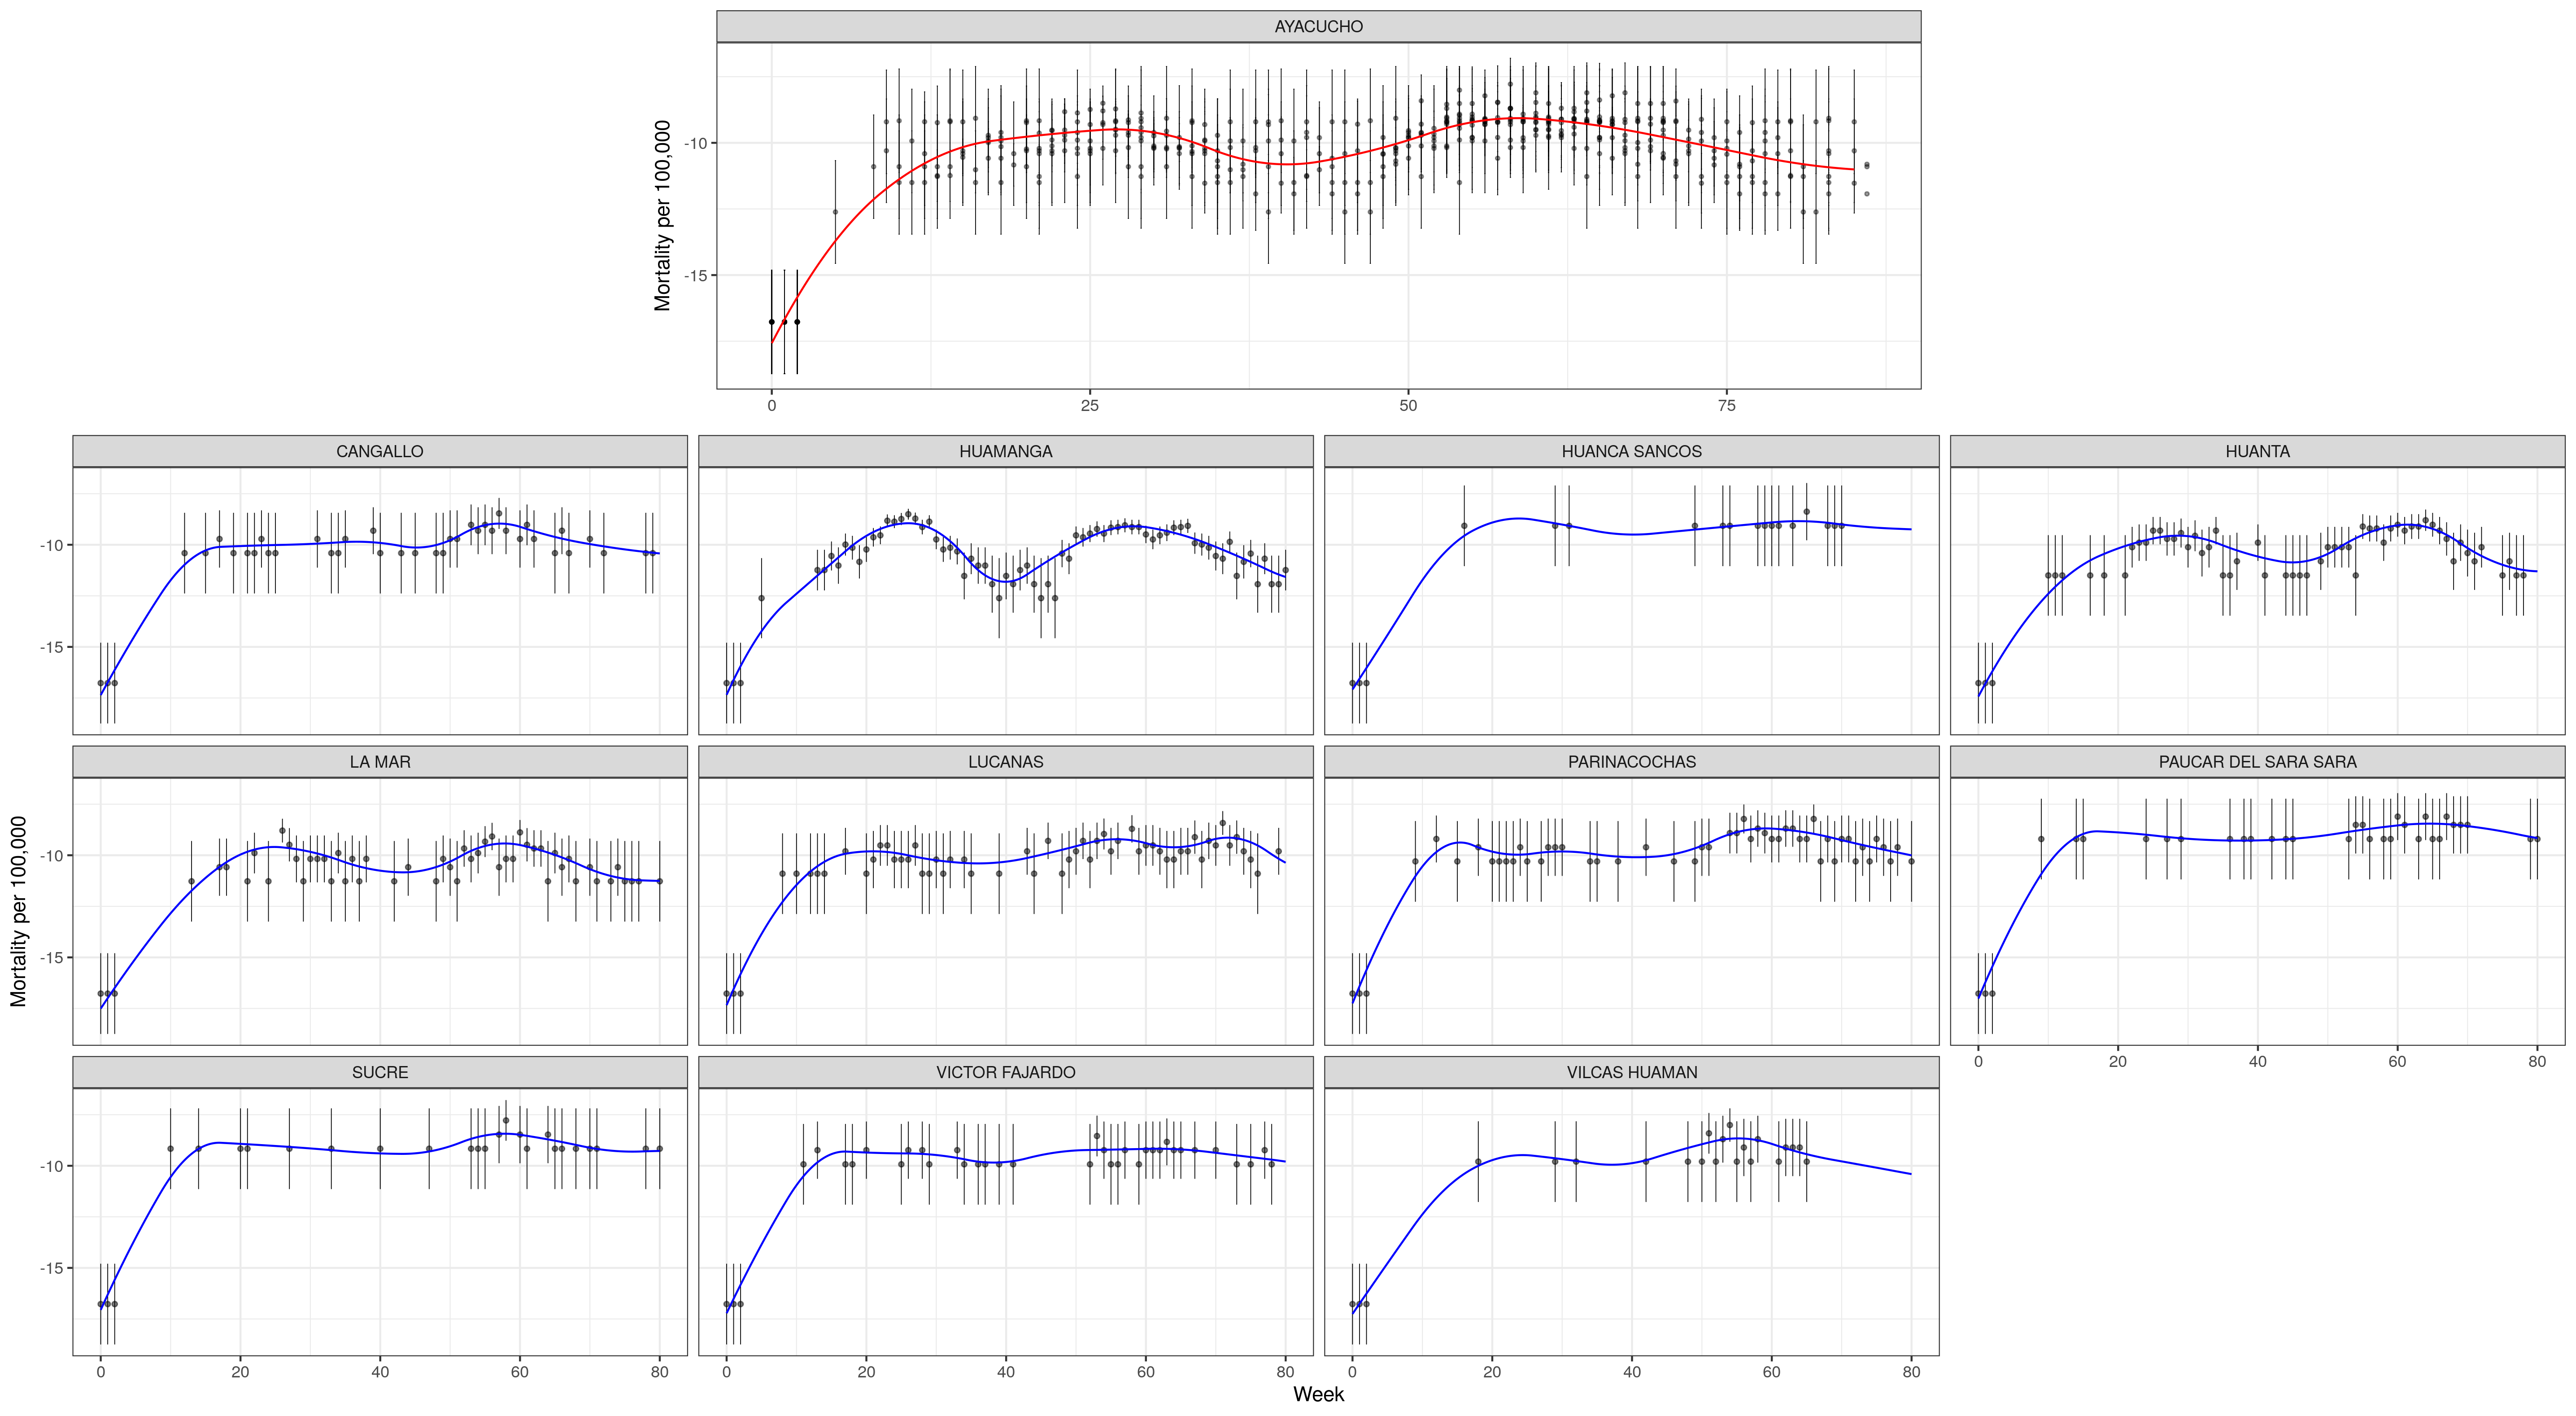 AYACUCHO
Mortality per 100,000
-10
-15
0 25 50 75
CANGALLO HUAMANGA HUANCA SANCOS HUANTA
-10
-15
LA MAR LUCANAS PARINACOCHAS PAUCAR DEL SARA SARA
Mortality per 100,000
-10
-15
0 20 40 60 80
SUCRE VICTOR FAJARDO VILCAS HUAMAN
-10
-15
0 20 40 60 80 0 20 40 60 80 0 20 40 60 80
Week